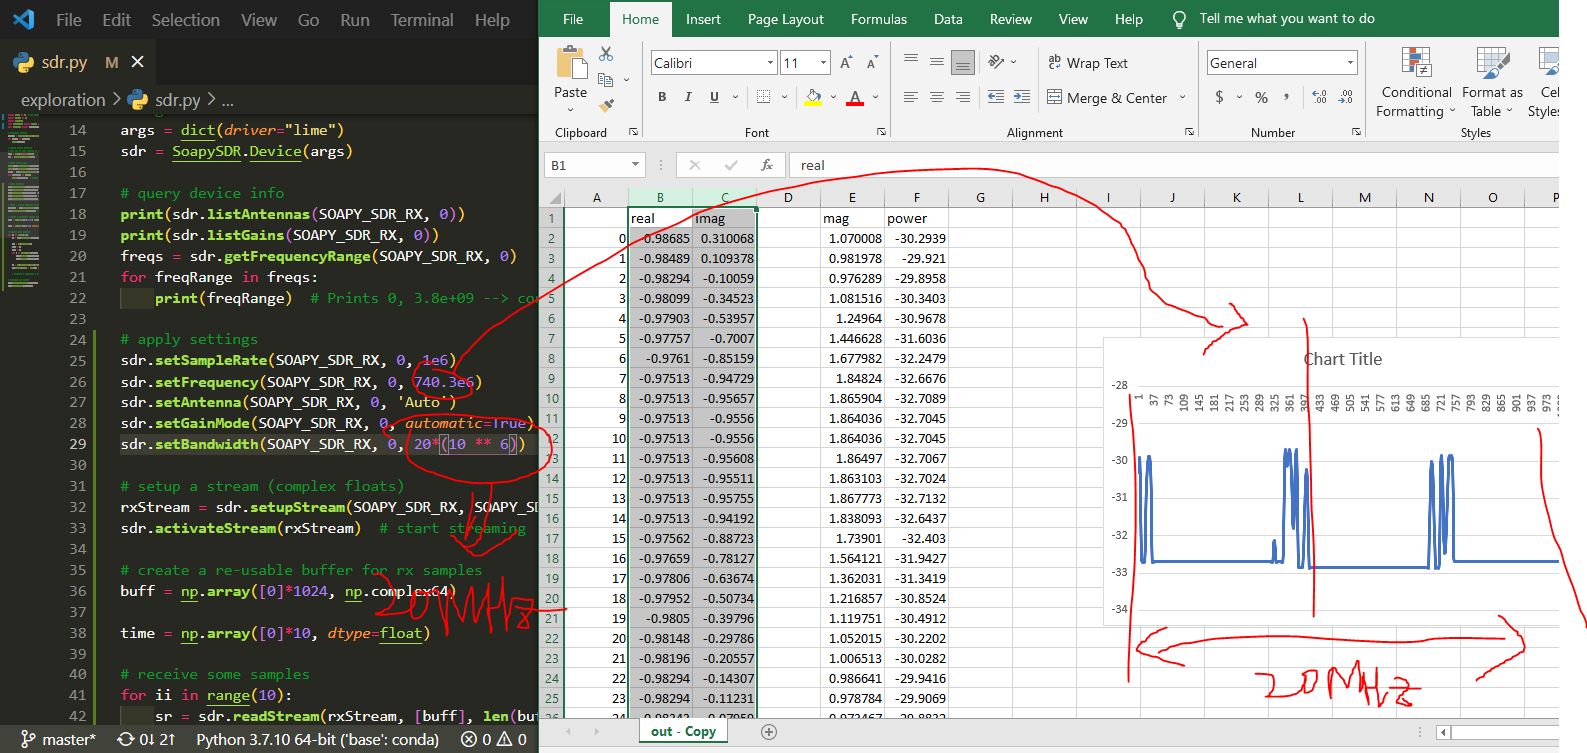 File Edit Selection View Go Run Terminal Help
sdr.py M
exploration > sdr.py > ...
14 args = dict(driver="lime")
15 sdr = SoapySDR.Device(args)
16
17 # query device info
18 print(sdr.listAntennas(SOAPY_SDR_RX, 0))
19 print(sdr.listGains(SOAPY_SDR_RX, 0))
20 freqs = sdr.getFrequencyRange(SOAPY_SDR_RX, 0)
21 for freqRange in freqs:
22 print(freqRange) # Prints 0, 3.8e+09 --> co
23
24 # apply settings
25 sdr.setSampleRate(SOAPY_SDR_RX, 0, 1e6)
26 sdr.setFrequency(SOAPY_SDR_RX, 0, 740.3e6)
27 sdr.setAntenna(SOAPY_SDR_RX, 0, 'Auto')
28 sdr.setGainMode(SOAPY_SDR_RX, 0, automatic=True)
29 sdr.setBandwidth(SOAPY_SDR_RX, 0, 20*(10 ** 6))
30
31 # setup a stream (complex floats)
32 rxStream = sdr.setupStream(SOAPY_SDR_RX, SOAPY_S
33 sdr.activateStream(rxStream) # start streaming
34
35 # create a re-usable buffer for rx samples
36 buff = np.array([0]*1024, np.complex64)
37
38 time = np.array([0]*10, dtype=float)
39
40 # receive some samples
41 for ii in range(10):
42 sr = sdr.readStream(rxStream, [buff], len(buf
20MHz
master* 0↓ 2↑ Python 3.7.10 64-bit ('base': conda) 0 0
File Home Insert Page Layout Formulas Data Review View Help Tell me what you want to do
Paste Calibri 11 A A Wrap Text General
B I U A Merge & Center $ % , Conditional Formatting Format as Table Cel Styles
Clipboard Font Alignment Number Styles
B1 fx real
A B C D E F G H I J K L M N O P
1 real imag mag power
2 0 -0.98685 0.310068 1.070008 -30.2939
3 1 -0.98489 0.109378 0.981978 -29.921
4 2 -0.98294 -0.10059 0.976289 -29.8958
5 3 -0.98099 -0.34523 1.081516 -30.3403
6 4 -0.97903 -0.53957 1.24964 -30.9678
7 5 -0.97757 -0.7007 1.446628 -31.6036
8 6 -0.9761 -0.85159 1.677982 -32.2479
9 7 -0.97513 -0.94729 1.84824 -32.6676
10 8 -0.97513 -0.95657 1.865904 -32.7089
11 9 -0.97513 -0.9556 1.864036 -32.7045
12 10 -0.97513 -0.9556 1.864036 -32.7045
13 11 -0.97513 -0.95608 1.86497 -32.7067
14 12 -0.97513 -0.95511 1.863103 -32.7024
15 13 -0.97513 -0.95755 1.867773 -32.7132
16 14 -0.97513 -0.94192 1.838093 -32.6437
17 15 -0.97562 -0.88723 1.73901 -32.403
18 16 -0.97659 -0.78127 1.564121 -31.9427
19 17 -0.97806 -0.63674 1.362031 -31.3419
20 18 -0.97952 -0.50734 1.216857 -30.8524
21 19 -0.9805 -0.39796 1.119751 -30.4912
22 20 -0.98148 -0.29786 1.052015 -30.2202
23 21 -0.98196 -0.20557 1.006513 -30.0282
24 22 -0.98294 -0.14307 0.986641 -29.9416
25 23 -0.98294 -0.11231 0.978784 -29.9069
Chart Title
-28
1 37 73 109 145 181 217 253 289 325 361 397 433 469 505 541 577 613 649 685 721 757 793 829 865 901 937 973
-29
-30
-31
-32
-33
-34
20MHz
out - Copy